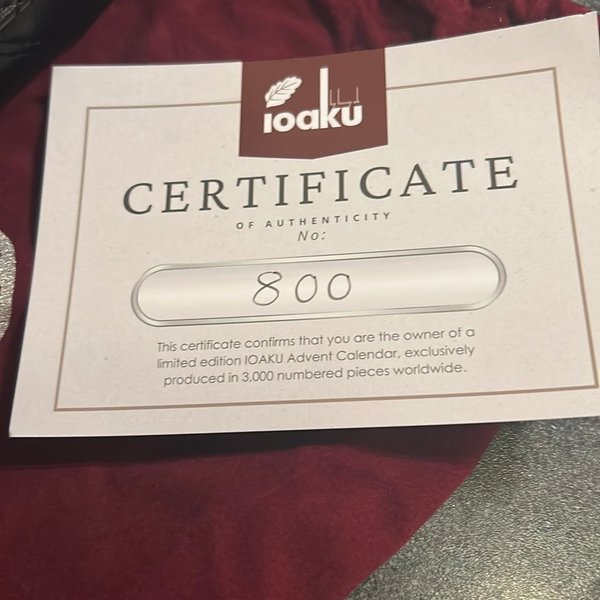 ıoaku
CERTIFICATE
OF AUTHENTICITY
No:
800
This certificate confirms that you are the owner of a
limited edition IOAKU Advent Calendar, exclusively
produced in 3,000 numbered pieces worldwide.